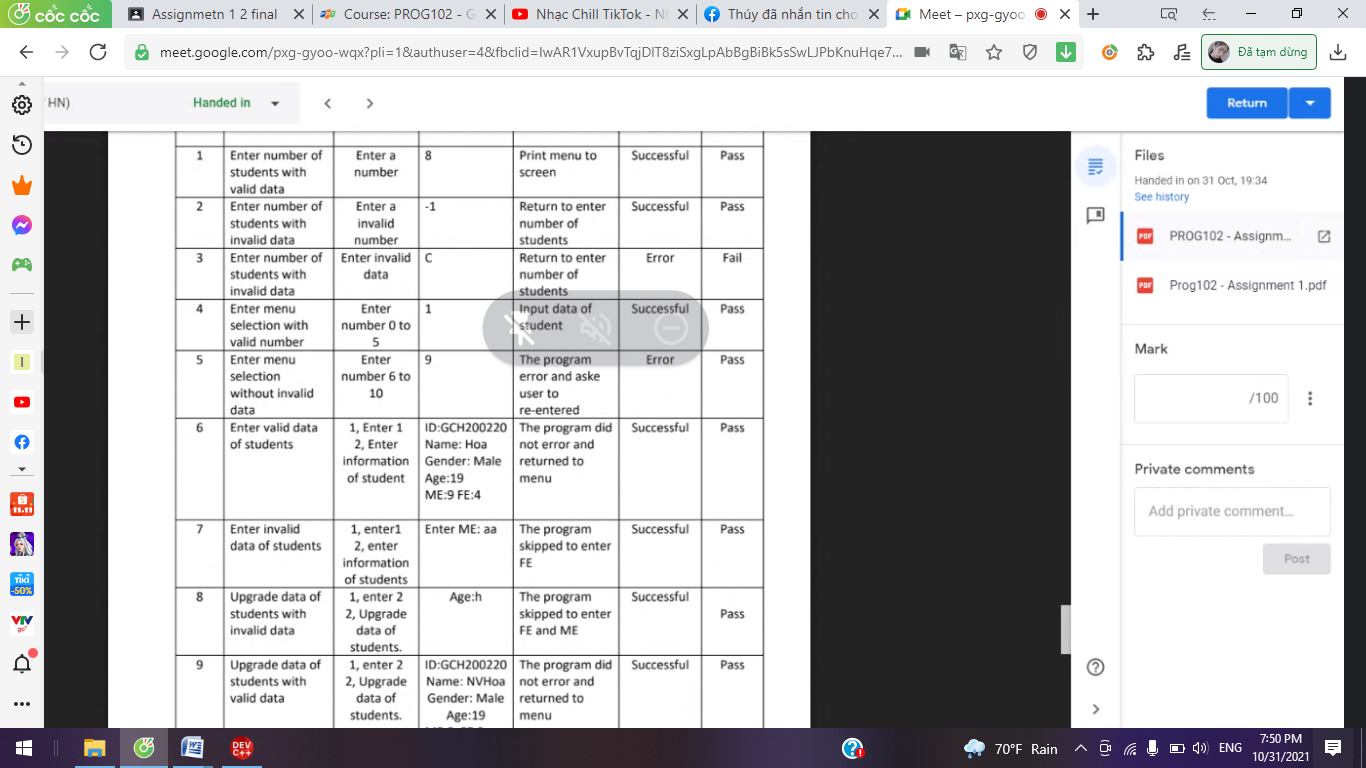 CỐC CỐC
Assignmetn 1 2 final
Course: PROG102 - G
Nhạc Chill TikTok - N
Thúy đã nhắn tin cho
Meet – pxg-gyoo
meet.google.com/pxg-gyoo-wqx?pli=1&authuser=4&fbclid=IwAR1VxupBvTqjDIT8ziSxgLpAbBgBiBk5sSwLJPbKnuHqe7...
Đã tạm dừng
HN)
Handed in
Return
1
Enter number of
students with
valid data
Enter a
number
8
Print menu to
screen
Successful
Pass
2
Enter number of
students with
invalid data
Enter a
invalid
number
-1
Return to enter
number of
students
Successful
Pass
3
Enter number of
students with
invalid data
Enter invalid
data
C
Return to enter
number of
students
Error
Fail
4
Enter menu
selection with
valid number
Enter
number 0 to
5
1
Input data of
student
Successful
Pass
5
Enter menu
selection
without invalid
data
Enter
number 6 to
10
9
The program
error and aske
user to
re-entered
Error
Pass
6
Enter valid data
of students
1, Enter 1
2, Enter
information
of student
ID:GCH200220
Name: Hoa
Gender: Male
Age:19
ME:9 FE:4
The program did
not error and
returned to
menu
Successful
Pass
7
Enter invalid
data of students
1, enter1
2, enter
information
of students
Enter ME: aa
The program
skipped to enter
FE
Successful
Pass
8
Upgrade data of
students with
invalid data
1, enter 2
2, Upgrade
data of
students.
Age:h
The program
skipped to enter
FE and ME
Successful
Pass
9
Upgrade data of
students with
valid data
1, enter 2
2, Upgrade
data of
students.
ID:GCH200220
Name: NVHoa
Gender: Male
Age:19
The program did
not error and
returned to
menu
Successful
Pass
Files
Handed in on 31 Oct, 19:34
See history
PDF
PROG102 - Assignm...
PDF
Prog102 - Assignment 1.pdf
Mark
/100
Private comments
Add private comment...
Post
I
11.11
TIKI
-50%
VTV
go
DEV
C++
70°F Rain
ENG
7:50 PM
10/31/2021